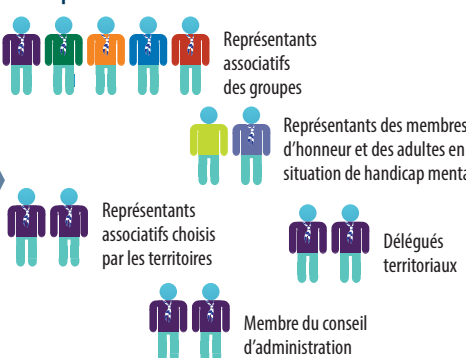 Représentants
associatifs
des groupes
Représentants des membres
d'honneur et des adultes en
situation de handicap menta
Représentants
associatifs choisis
par les territoires
Délégués
territoriaux
Membre du conseil
d'administration